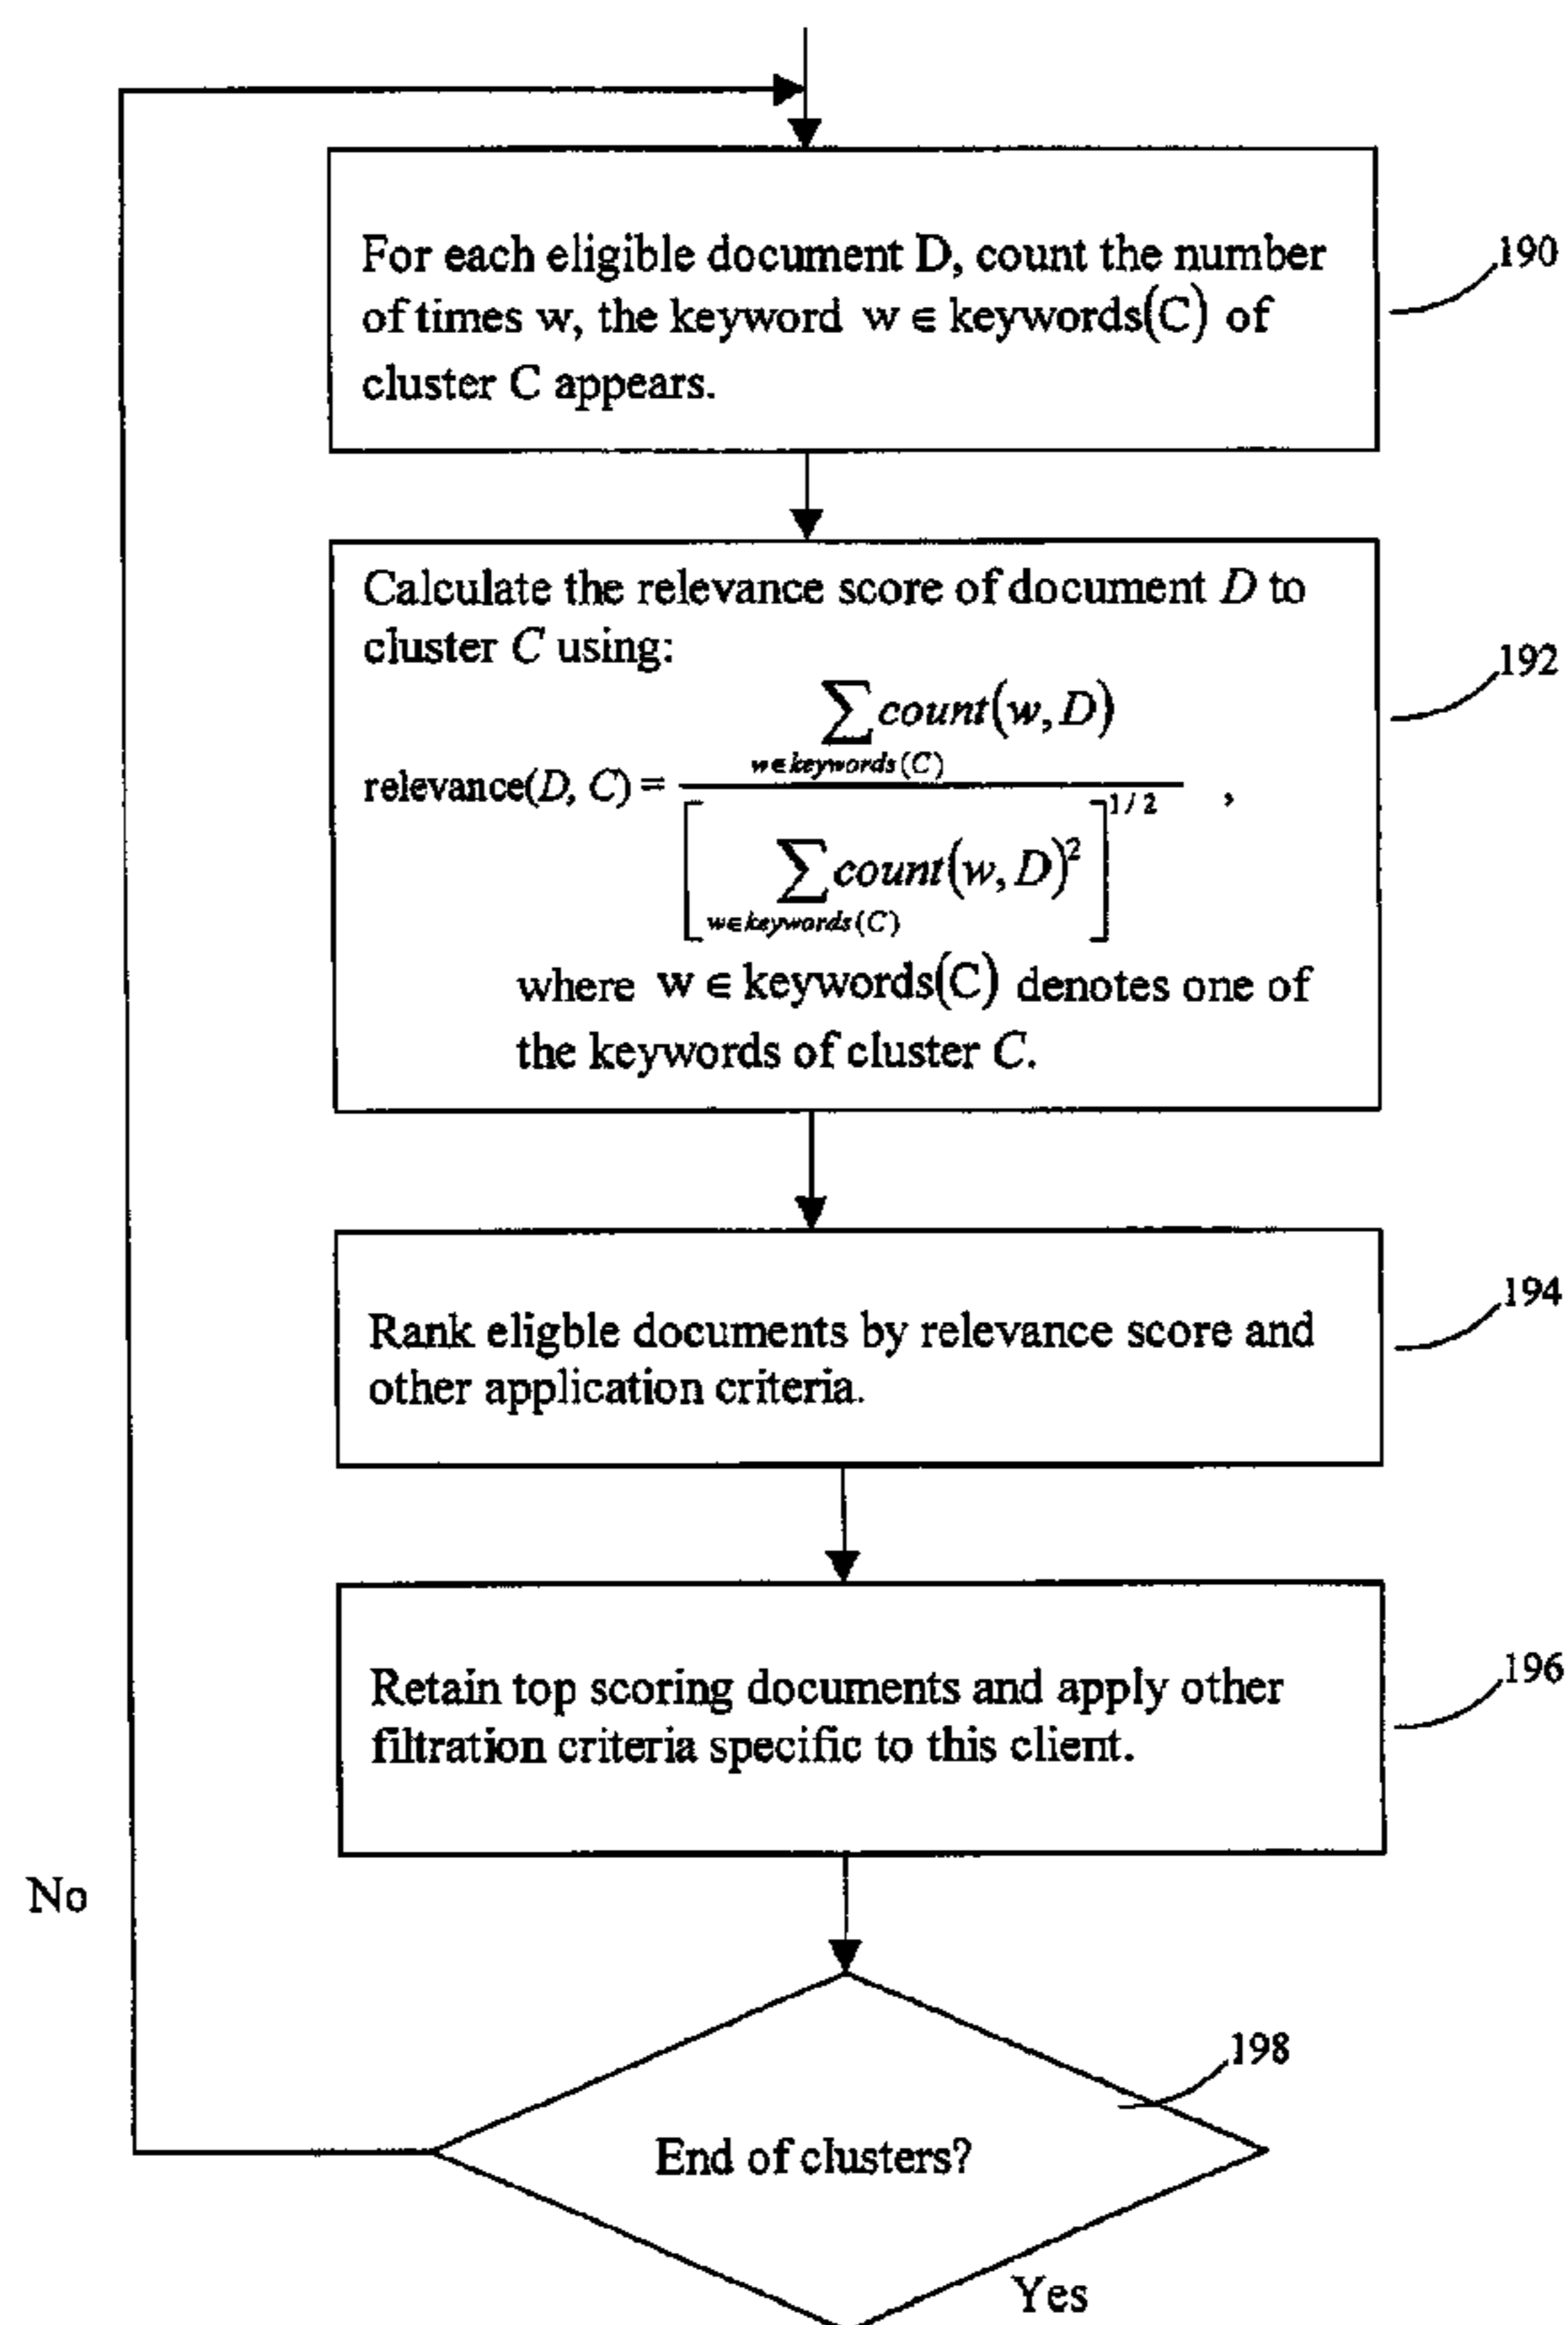 For each eligible document D, count the number
190
of times w, the keyword w ∈ keywords(C) of
cluster C appears.
Calculate the relevance score of document D to
cluster C using:
192
∑count(w, D)
w∈keywords(C)
relevance(D, C) =
,
[∑count(w, D)²]1/2
w∈keywords(C)
where w ∈ keywords(C) denotes one of
the keywords of cluster C.
194
Rank eligble documents by relevance score and
other application criteria.
196
Retain top scoring documents and apply other
filtration criteria specific to this client.
No
198
End of clusters?
Yes